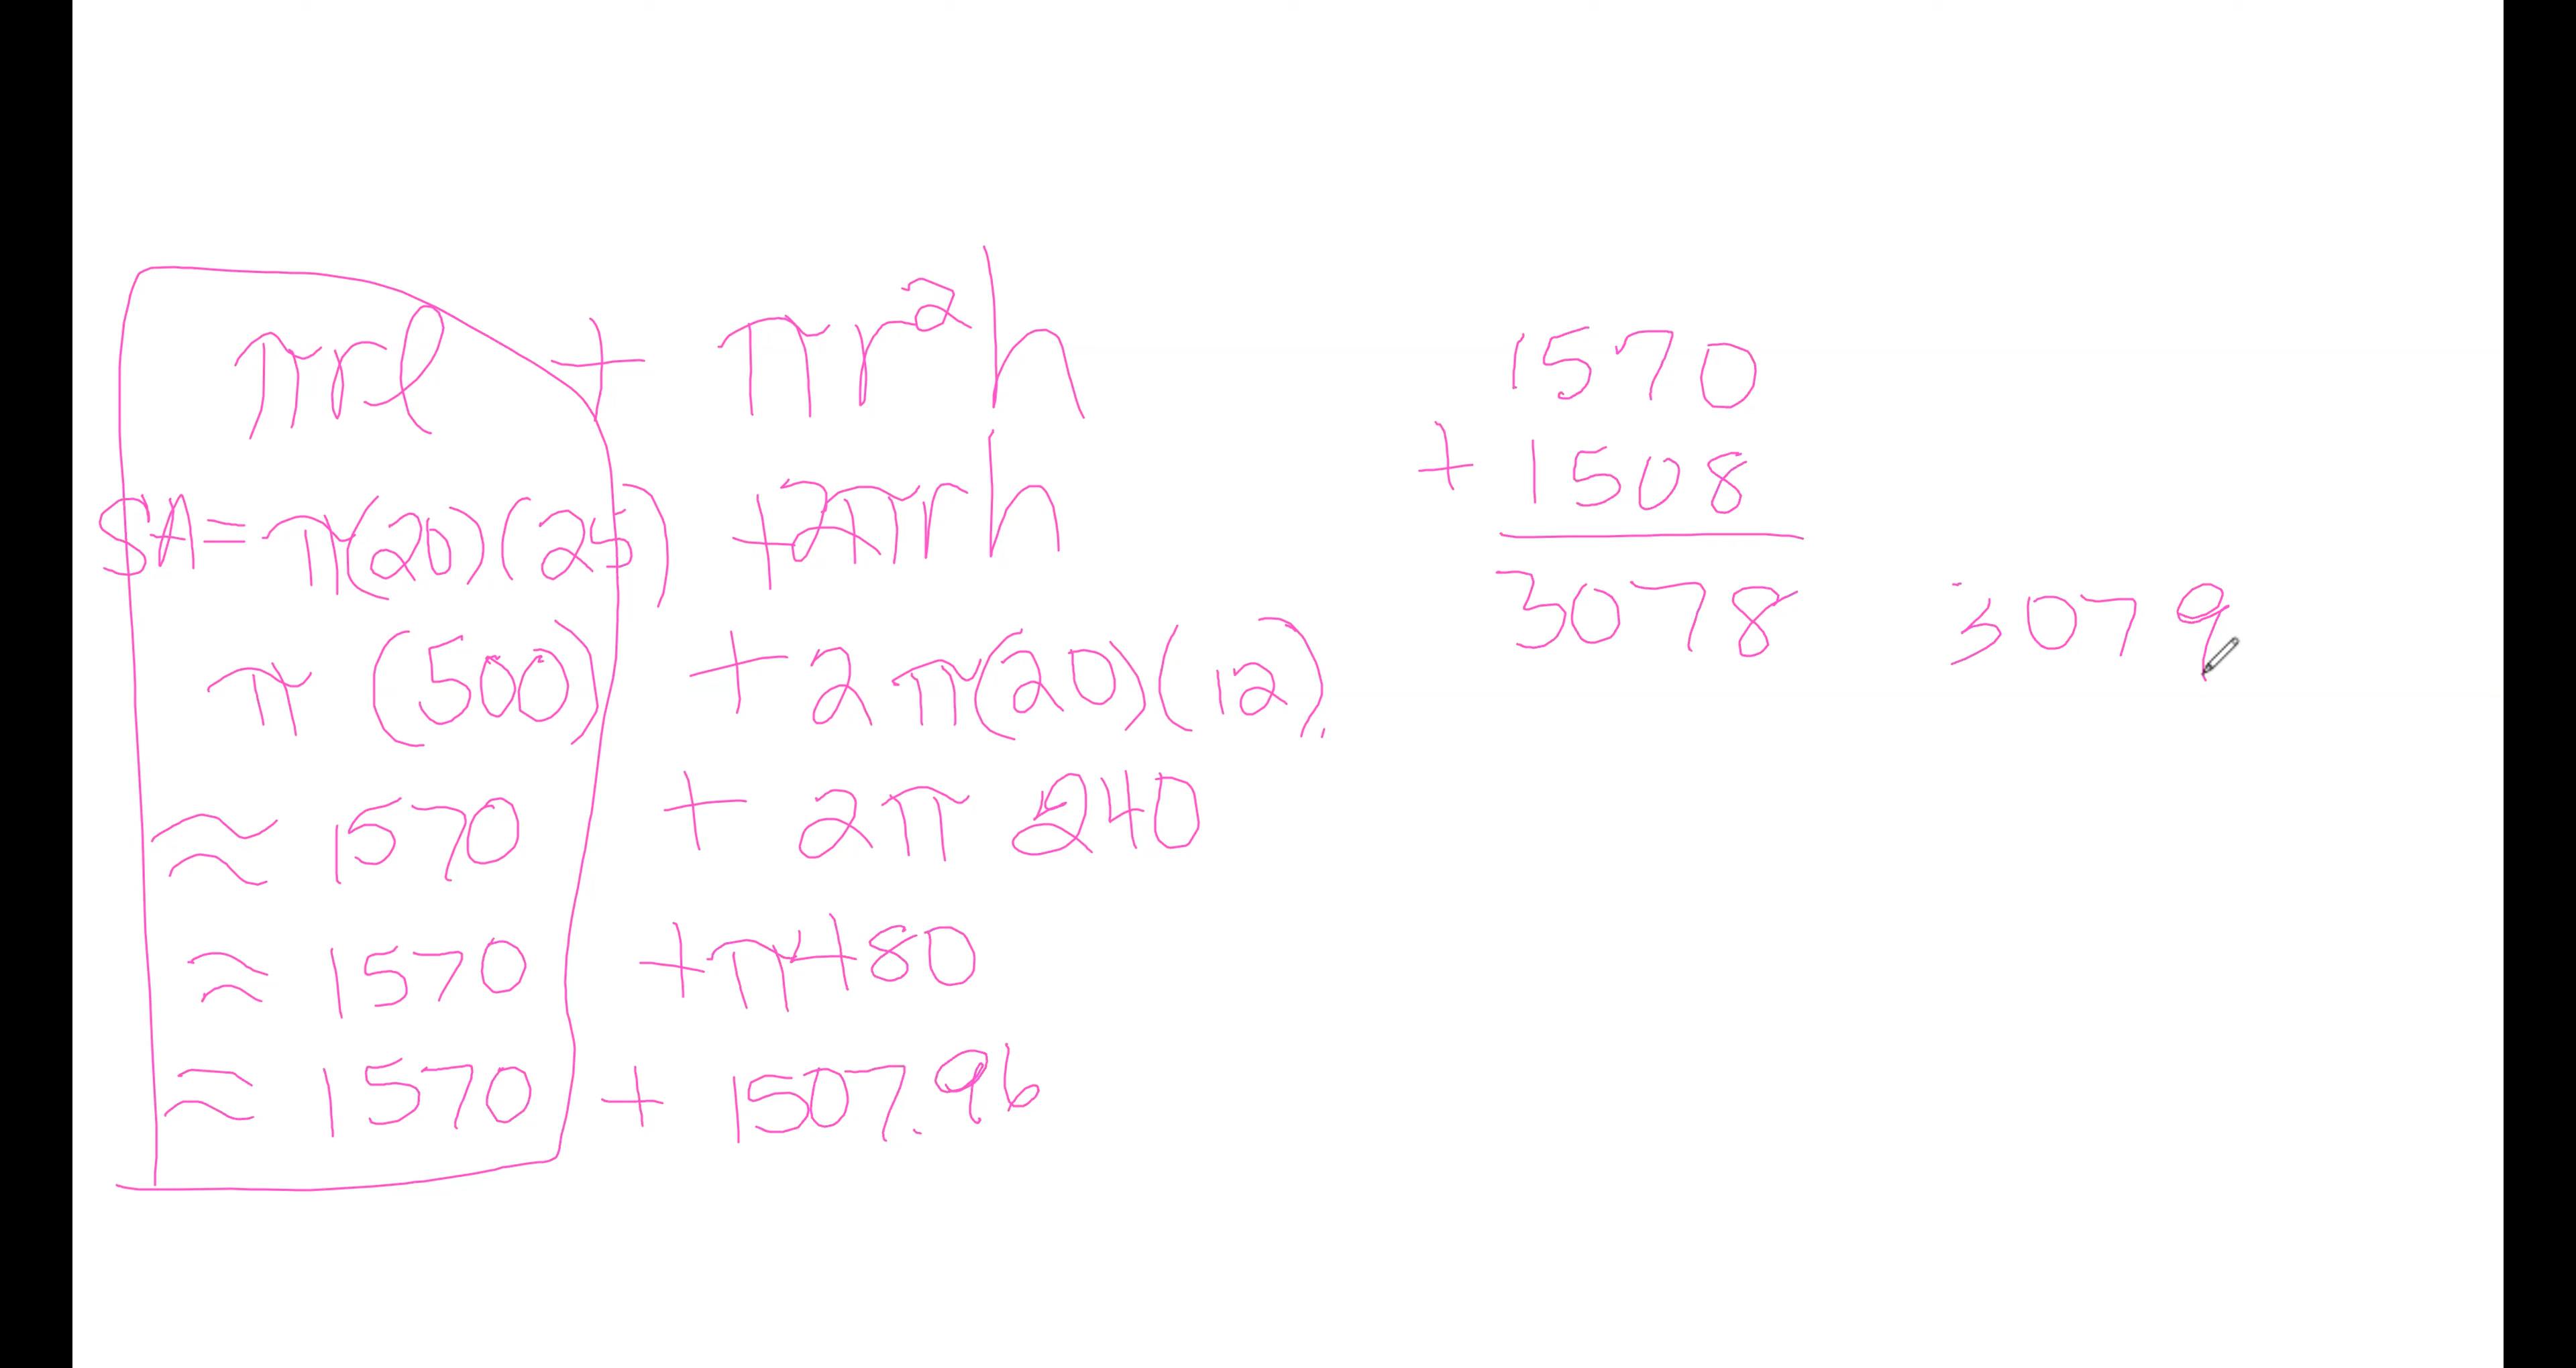 πrl + πr²h
SA = π(20)(25) + 2πrh
π (500) + 2π(20)(12)
≈ 1570 + 2π 240
≈ 1570 + π480
≈ 1570 + 1507.96
1570
+ 1508
3078 3079